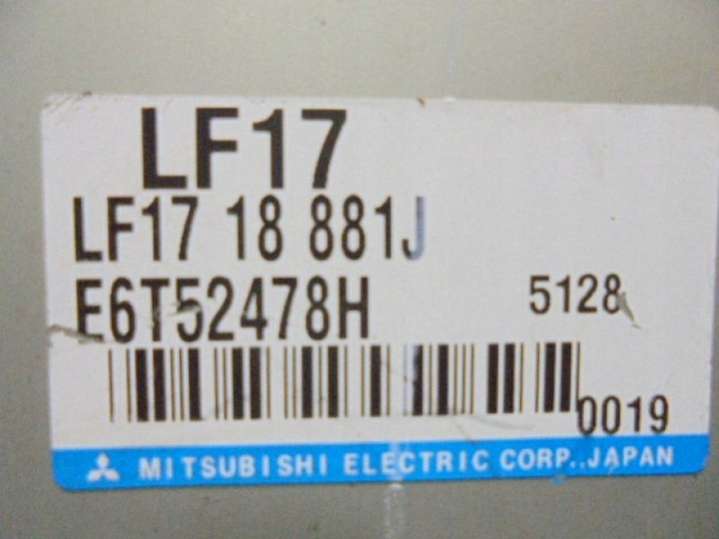 LF17
LF17 18 881J
E6T52478H 5128
0019
MITSUBISHI ELECTRIC CORP., JAPAN